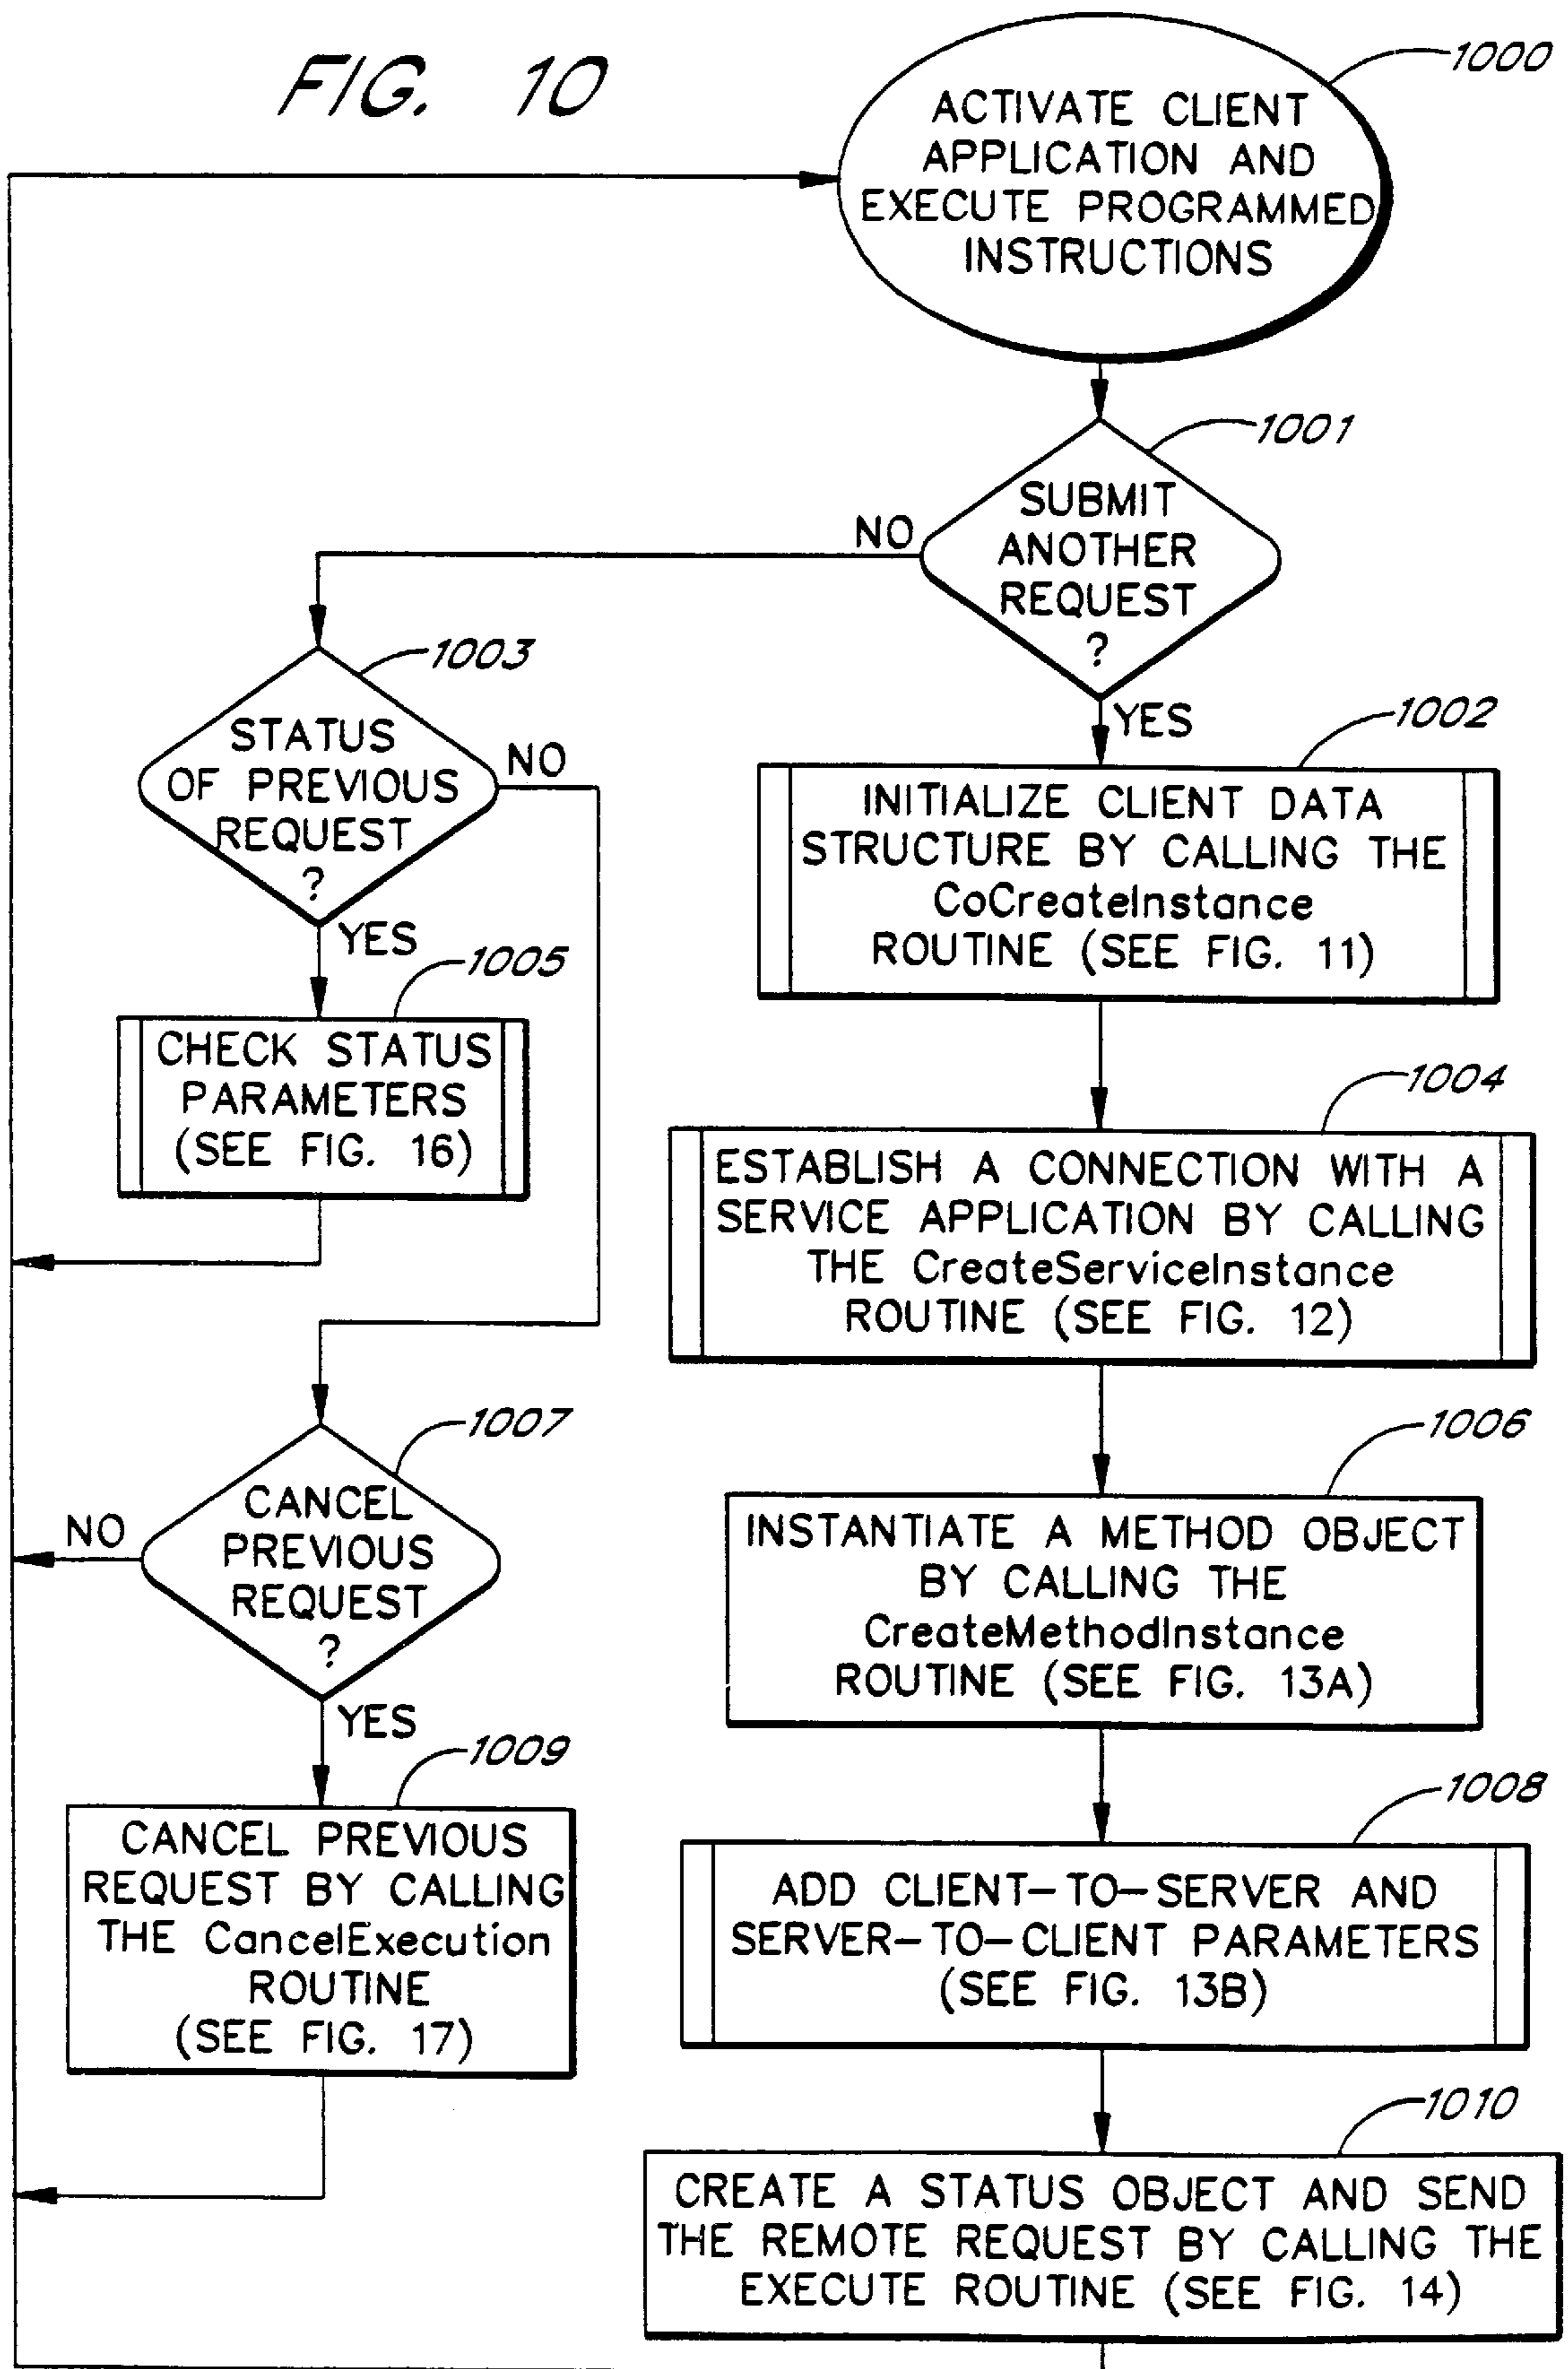 FIG. 10
1000
ACTIVATE CLIENT
APPLICATION AND
EXECUTE PROGRAMMED
INSTRUCTIONS
1001
SUBMIT
ANOTHER
REQUEST
?
NO
YES
1003
STATUS
OF PREVIOUS
REQUEST
?
NO
YES
1002
INITIALIZE CLIENT DATA
STRUCTURE BY CALLING THE
CoCreateInstance
ROUTINE (SEE FIG. 11)
1005
CHECK STATUS
PARAMETERS
(SEE FIG. 16)
1004
ESTABLISH A CONNECTION WITH A
SERVICE APPLICATION BY CALLING
THE CreateServiceInstance
ROUTINE (SEE FIG. 12)
1007
CANCEL
PREVIOUS
REQUEST
?
NO
YES
1006
INSTANTIATE A METHOD OBJECT
BY CALLING THE
CreateMethodInstance
ROUTINE (SEE FIG. 13A)
1009
CANCEL PREVIOUS
REQUEST BY CALLING
THE CancelExecution
ROUTINE
(SEE FIG. 17)
1008
ADD CLIENT-TO-SERVER AND
SERVER-TO-CLIENT PARAMETERS
(SEE FIG. 13B)
1010
CREATE A STATUS OBJECT AND SEND
THE REMOTE REQUEST BY CALLING THE
EXECUTE ROUTINE (SEE FIG. 14)